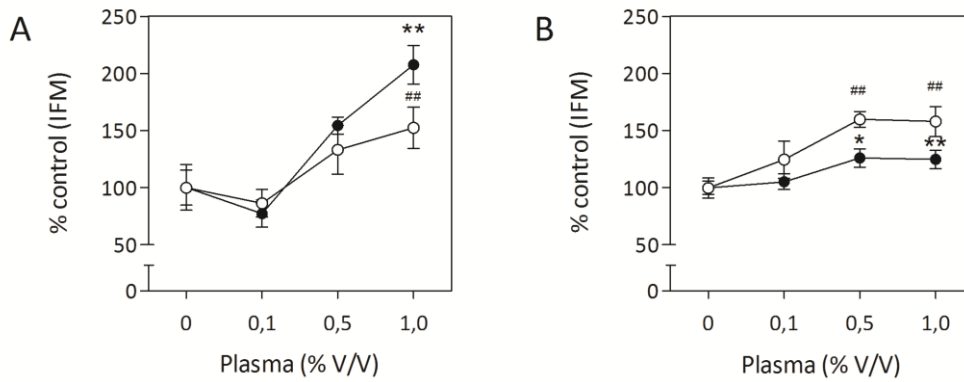 A
250
200
150
100
50
0
% control (IFM)
**
##
0 0,1 0,5 1,0
Plasma (% V/V)
B
250
200
150
100
50
0
% control (IFM)
## ##
* **
0 0,1 0,5 1,0
Plasma (% V/V)